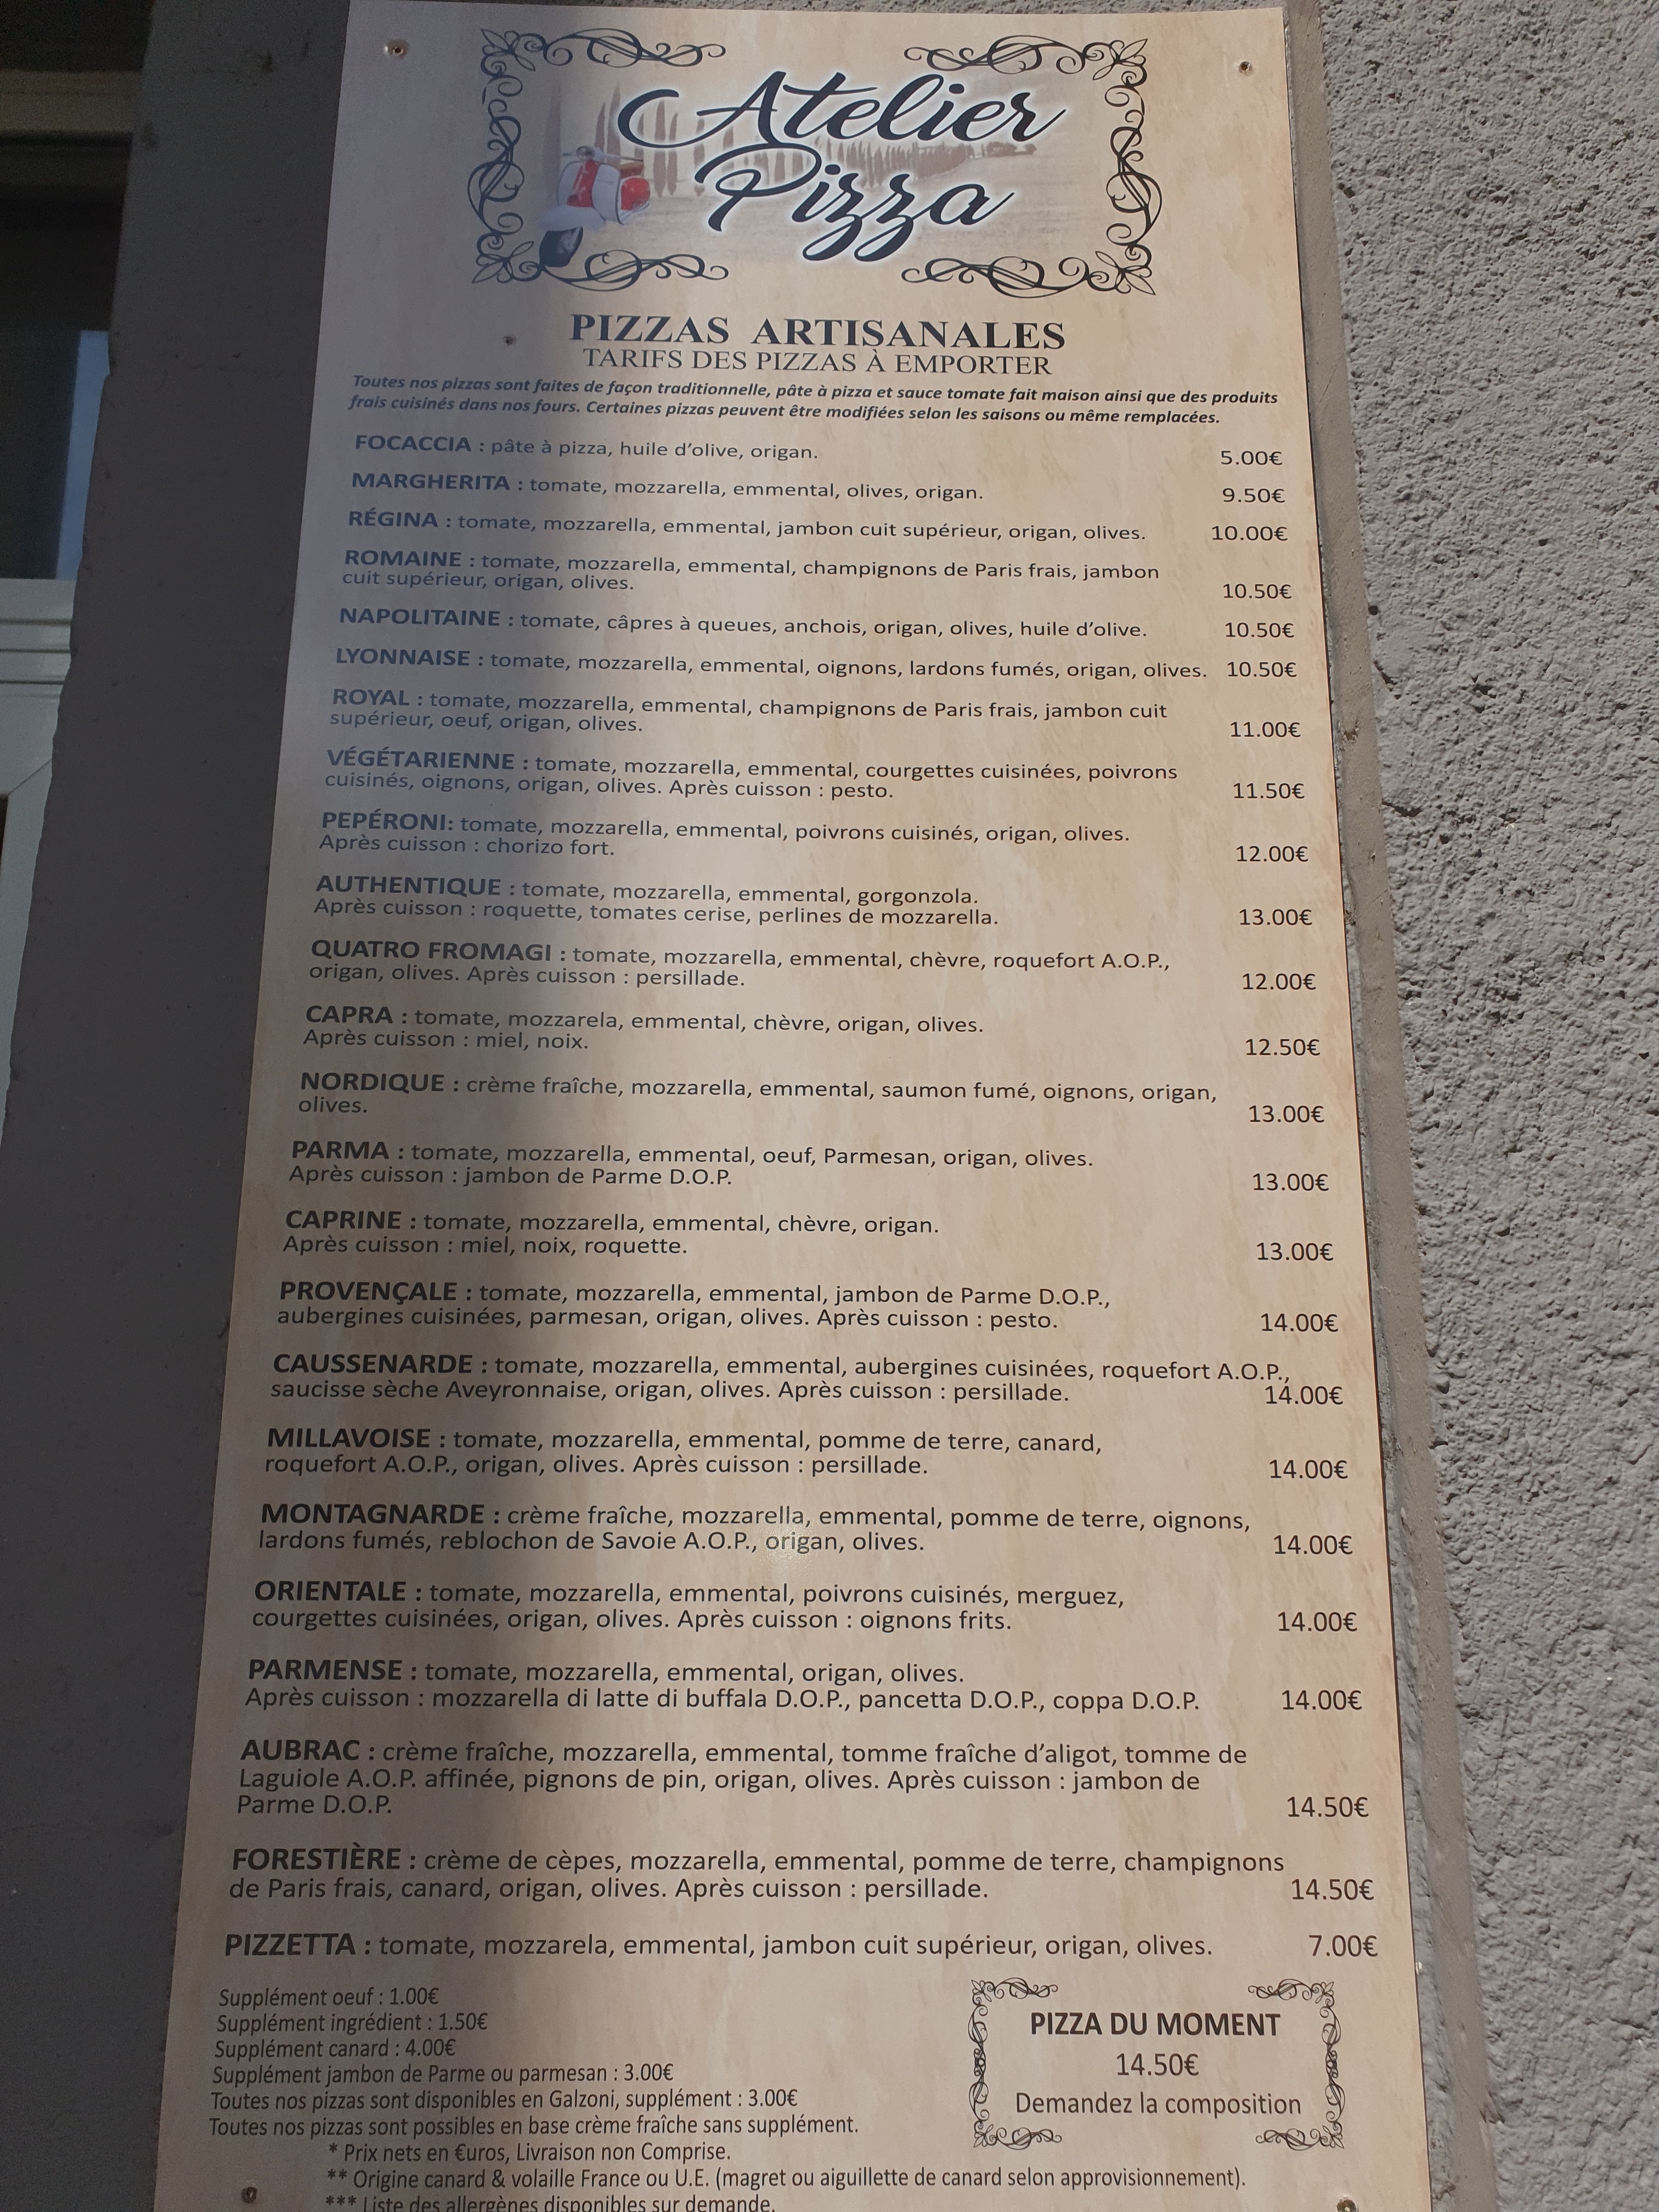 Atelier
Pizza
PIZZAS ARTISANALES
TARIFS DES PIZZAS À EMPORTER
Toutes nos pizzas sont faites de façon traditionnelle, pâte à pizza et sauce tomate fait maison ainsi que des produits
frais cuisinés dans nos fours. Certaines pizzas peuvent être modifiées selon les saisons ou même remplacées.
FOCACCIA : pâte à pizza, huile d'olive, origan. 5.00€
MARGHERITA : tomate, mozzarella, emmental, olives, origan. 9.50€
RÉGINA : tomate, mozzarella, emmental, jambon cuit supérieur, origan, olives. 10.00€
ROMAINE : tomate, mozzarella, emmental, champignons de Paris frais, jambon
cuit supérieur, origan, olives. 10.50€
NAPOLITAINE : tomate, câpres à queues, anchois, origan, olives, huile d'olive. 10.50€
LYONNAISE : tomate, mozzarella, emmental, oignons, lardons fumés, origan, olives. 10.50€
ROYAL : tomate, mozzarella, emmental, champignons de Paris frais, jambon cuit
supérieur, oeuf, origan, olives. 11.00€
VÉGÉTARIENNE : tomate, mozzarella, emmental, courgettes cuisinées, poivrons
cuisinés, oignons, origan, olives. Après cuisson : pesto. 11.50€
PEPÉRONI: tomate, mozzarella, emmental, poivrons cuisinés, origan, olives.
Après cuisson : chorizo fort. 12.00€
AUTHENTIQUE : tomate, mozzarella, emmental, gorgonzola.
Après cuisson : roquette, tomates cerise, perlines de mozzarella. 13.00€
QUATRO FROMAGI : tomate, mozzarella, emmental, chèvre, roquefort A.O.P.,
origan, olives. Après cuisson : persillade. 12.00€
CAPRA : tomate, mozzarela, emmental, chèvre, origan, olives.
Après cuisson : miel, noix. 12.50€
NORDIQUE : crème fraîche, mozzarella, emmental, saumon fumé, oignons, origan,
olives. 13.00€
PARMA : tomate, mozzarella, emmental, oeuf, Parmesan, origan, olives.
Après cuisson : jambon de Parme D.O.P. 13.00€
CAPRINE : tomate, mozzarella, emmental, chèvre, origan.
Après cuisson : miel, noix, roquette. 13.00€
PROVENÇALE : tomate, mozzarella, emmental, jambon de Parme D.O.P.,
aubergines cuisinées, parmesan, origan, olives. Après cuisson : pesto. 14.00€
CAUSSENARDE : tomate, mozzarella, emmental, aubergines cuisinées, roquefort A.O.P.,
saucisse sèche Aveyronnaise, origan, olives. Après cuisson : persillade. 14.00€
MILLAVOISE : tomate, mozzarella, emmental, pomme de terre, canard,
roquefort A.O.P., origan, olives. Après cuisson : persillade. 14.00€
MONTAGNARDE : crème fraîche, mozzarella, emmental, pomme de terre, oignons,
lardons fumés, reblochon de Savoie A.O.P., origan, olives. 14.00€
ORIENTALE : tomate, mozzarella, emmental, poivrons cuisinés, merguez,
courgettes cuisinées, origan, olives. Après cuisson : oignons frits. 14.00€
PARMENSE : tomate, mozzarella, emmental, origan, olives.
Après cuisson : mozzarella di latte di buffala D.O.P., pancetta D.O.P., coppa D.O.P. 14.00€
AUBRAC : crème fraîche, mozzarella, emmental, tomme fraîche d'aligot, tomme de
Laguiole A.O.P. affinée, pignons de pin, origan, olives. Après cuisson : jambon de
Parme D.O.P. 14.50€
FORESTIÈRE : crème de cèpes, mozzarella, emmental, pomme de terre, champignons
de Paris frais, canard, origan, olives. Après cuisson : persillade. 14.50€
PIZZETTA : tomate, mozzarela, emmental, jambon cuit supérieur, origan, olives. 7.00€
Supplément oeuf : 1.00€
Supplément ingrédient : 1.50€
Supplément canard : 4.00€
Supplément jambon de Parme ou parmesan : 3.00€
Toutes nos pizzas sont disponibles en Galzoni, supplément : 3.00€
Toutes nos pizzas sont possibles en base crème fraîche sans supplément.
PIZZA DU MOMENT
14.50€
Demandez la composition
* Prix nets en €uros, Livraison non Comprise.
** Origine canard & volaille France ou U.E. (magret ou aiguillette de canard selon approvisionnement).
*** Liste des allergènes disponibles sur demande.